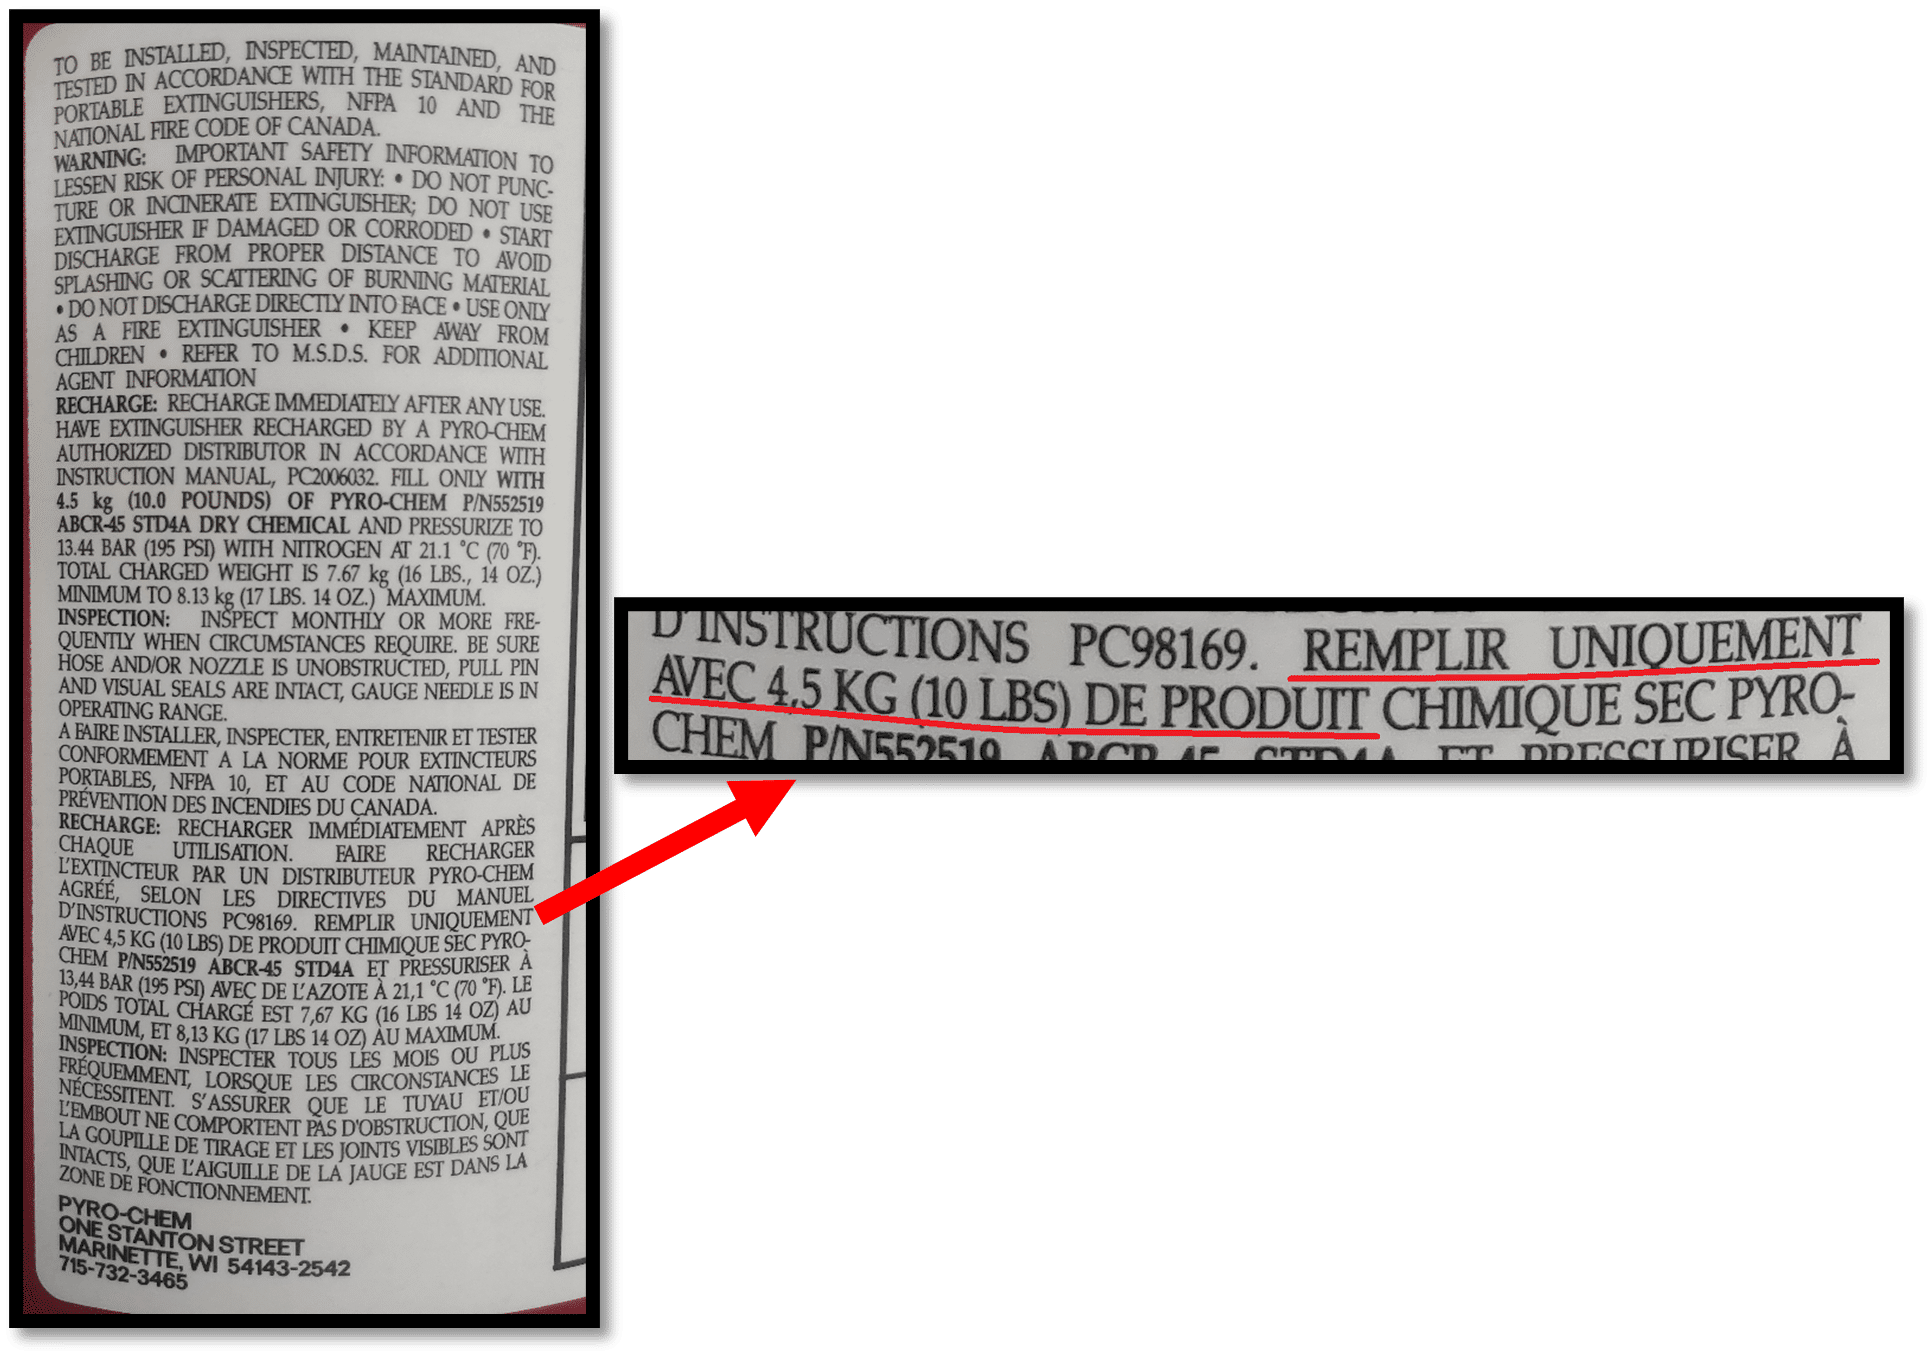 TO BE INSTALLED, INSPECTED, MAINTAINED, AND
TESTED IN ACCORDANCE WITH THE STANDARD FOR
PORTABLE EXTINGUISHERS, NFPA 10 AND THE
NATIONAL FIRE CODE OF CANADA.
WARNING: IMPORTANT SAFETY INFORMATION TO
LESSEN RISK OF PERSONAL INJURY: • DO NOT PUNC-
TURE OR INCINERATE EXTINGUISHER; DO NOT USE
EXTINGUISHER IF DAMAGED OR CORRODED • START
DISCHARGE FROM PROPER DISTANCE TO AVOID
SPLASHING OR SCATTERING OF BURNING MATERIAL
• DO NOT DISCHARGE DIRECTLY INTO FACE • USE ONLY
AS A FIRE EXTINGUISHER • KEEP AWAY FROM
CHILDREN • REFER TO M.S.D.S. FOR ADDITIONAL
AGENT INFORMATION
RECHARGE: RECHARGE IMMEDIATELY AFTER ANY USE.
HAVE EXTINGUISHER RECHARGED BY A PYRO-CHEM
AUTHORIZED DISTRIBUTOR IN ACCORDANCE WITH
INSTRUCTION MANUAL, PC2006032. FILL ONLY WITH
4.5 kg (10.0 POUNDS) OF PYRO-CHEM P/N552519
ABCR-45 STD4A DRY CHEMICAL AND PRESSURIZE TO
13.44 BAR (195 PSI) WITH NITROGEN AT 21.1 °C (70 °F).
TOTAL CHARGED WEIGHT IS 7.67 kg (16 LBS., 14 OZ.)
MINIMUM TO 8.13 kg (17 LBS. 14 OZ.) MAXIMUM.
INSPECTION: INSPECT MONTHLY OR MORE FRE-
QUENTLY WHEN CIRCUMSTANCES REQUIRE. BE SURE
HOSE AND/OR NOZZLE IS UNOBSTRUCTED, PULL PIN
AND VISUAL SEALS ARE INTACT, GAUGE NEEDLE IS IN
OPERATING RANGE.
A FAIRE INSTALLER, INSPECTER, ENTRETENIR ET TESTER
CONFORMEMENT A LA NORME POUR EXTINCTEURS
PORTABLES, NFPA 10, ET AU CODE NATIONAL DE
PRÉVENTION DES INCENDIES DU CANADA.
RECHARGE: RECHARGER IMMÉDIATEMENT APRÈS
CHAQUE UTILISATION. FAIRE RECHARGER
L'EXTINCTEUR PAR UN DISTRIBUTEUR PYRO-CHEM
AGRÉÉ, SELON LES DIRECTIVES DU MANUEL
D'INSTRUCTIONS PC98169. REMPLIR UNIQUEMENT
AVEC 4,5 KG (10 LBS) DE PRODUIT CHIMIQUE SEC PYRO-
CHEM P/N552519 ABCR-45 STD4A ET PRESSURISER À
13,44 BAR (195 PSI) AVEC DE L'AZOTE À 21,1 °C (70 °F). LE
POIDS TOTAL CHARGÉ EST 7,67 KG (16 LBS 14 OZ) AU
MINIMUM, ET 8,13 KG (17 LBS 14 OZ) AU MAXIMUM.
INSPECTION: INSPECTER TOUS LES MOIS OU PLUS
FRÉQUEMMENT, LORSQUE LES CIRCONSTANCES LE
NÉCESSITENT. S'ASSURER QUE LE TUYAU ET/OU
L'EMBOUT NE COMPORTENT PAS D'OBSTRUCTION, QUE
LA GOUPILLE DE TIRAGE ET LES JOINTS VISIBLES SONT
INTACTS, QUE L'AIGUILLE DE LA JAUGE EST DANS LA
ZONE DE FONCTIONNEMENT.
PYRO-CHEM
ONE STANTON STREET
MARINETTE, WI 54143-2542
715-732-3465
D'INSTRUCTIONS PC98169. REMPLIR UNIQUEMENT
AVEC 4,5 KG (10 LBS) DE PRODUIT CHIMIQUE SEC PYRO-
CHEM P/N552519 ABCR-45 STD4A ET PRESSURISER À